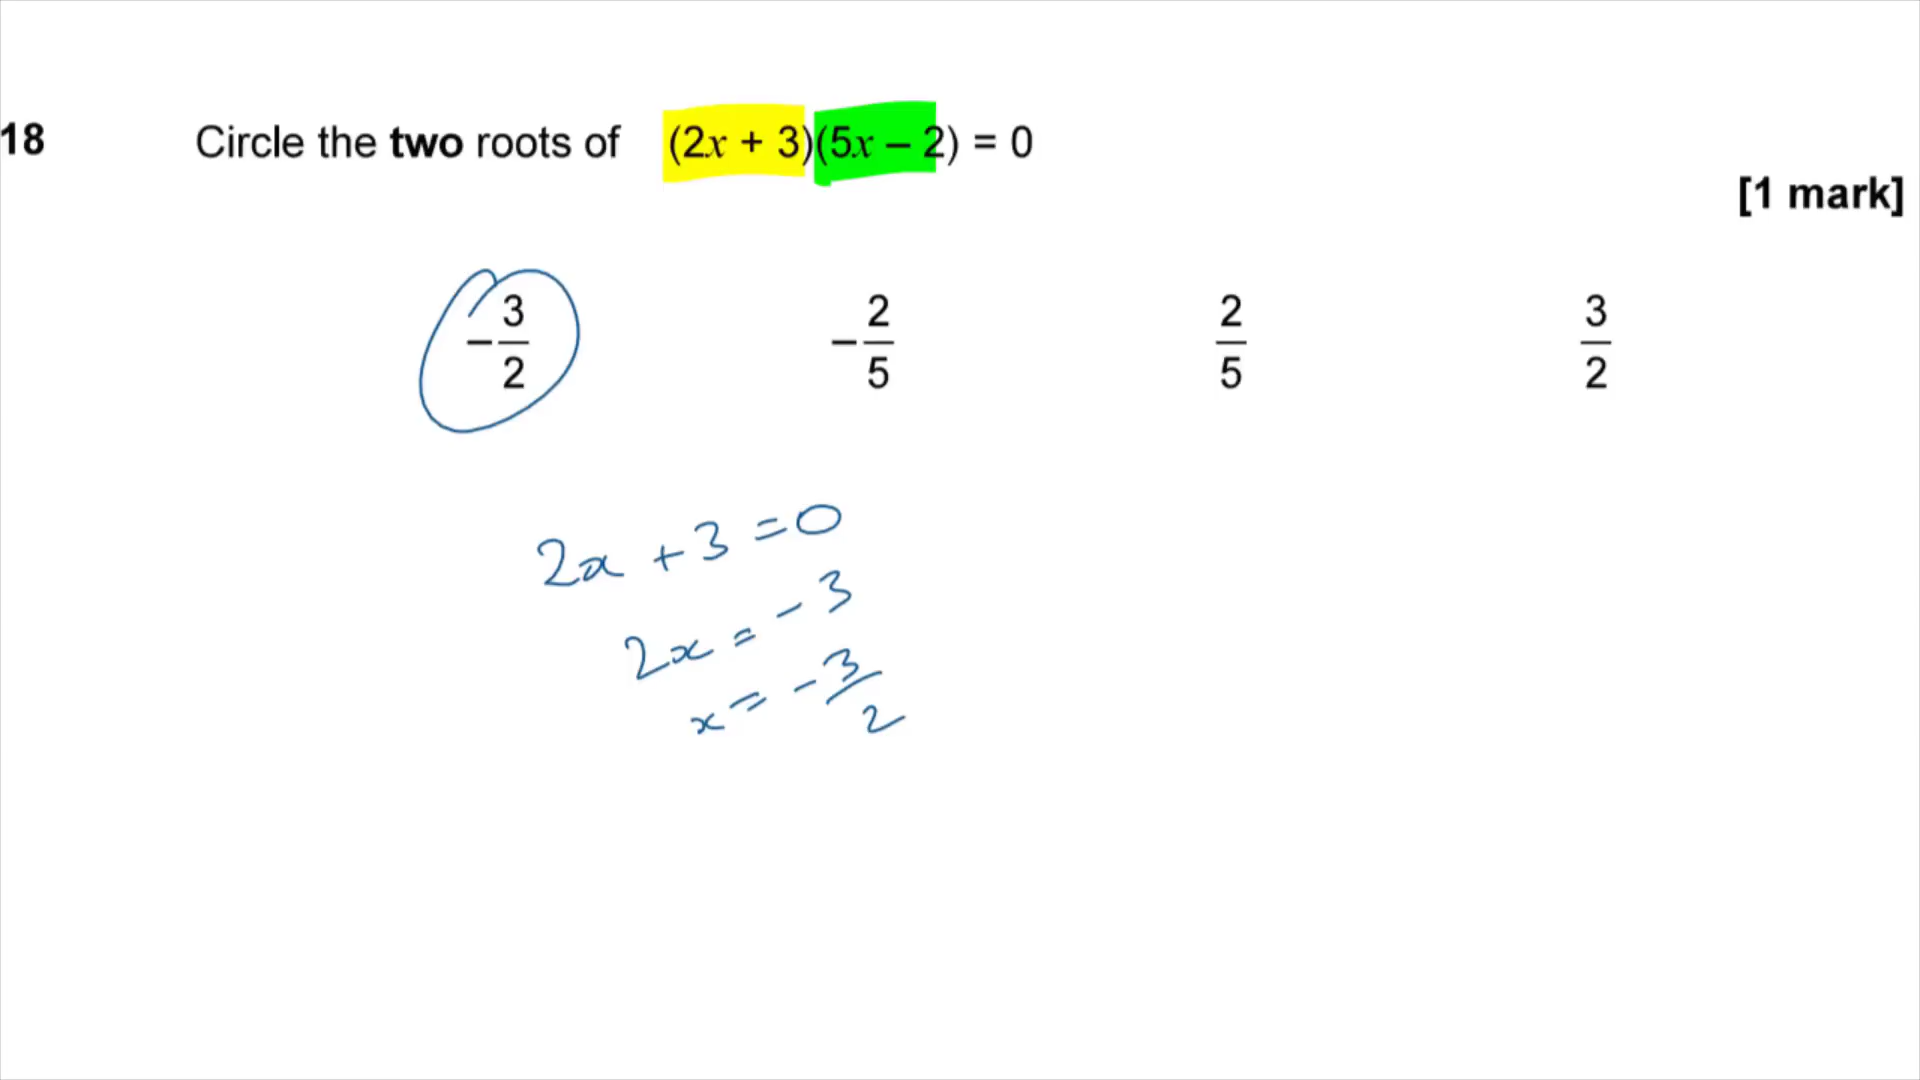 18 Circle the two roots of (2x + 3)(5x – 2) = 0
[1 mark]
–3/2 –2/5 2/5 3/2
2x + 3 = 0
2x = - 3
x = - 3/2